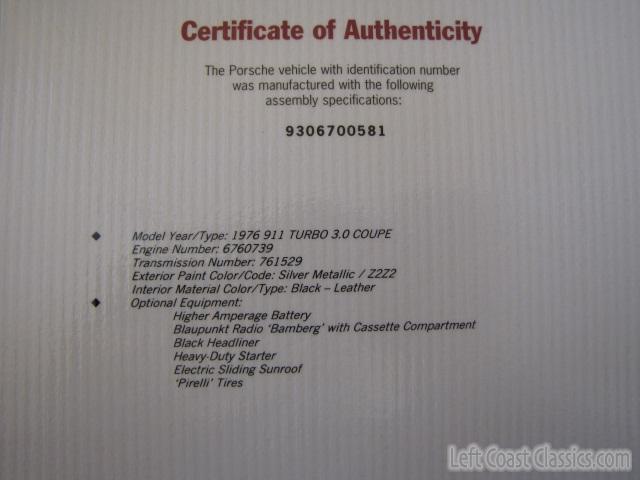 Certificate of Authenticity
The Porsche vehicle with identification number
was manufactured with the following
assembly specifications:
9306700581
Model Year/Type: 1976 911 TURBO 3.0 COUPE
Engine Number: 6760739
Transmission Number: 761529
Exterior Paint Color/Code: Silver Metallic / Z2Z2
Interior Material Color/Type: Black – Leather
Optional Equipment:
Higher Amperage Battery
Blaupunkt Radio ‘Bamberg’ with Cassette Compartment
Black Headliner
Heavy-Duty Starter
Electric Sliding Sunroof
‘Pirelli’ Tires
Left Coast Classics.com